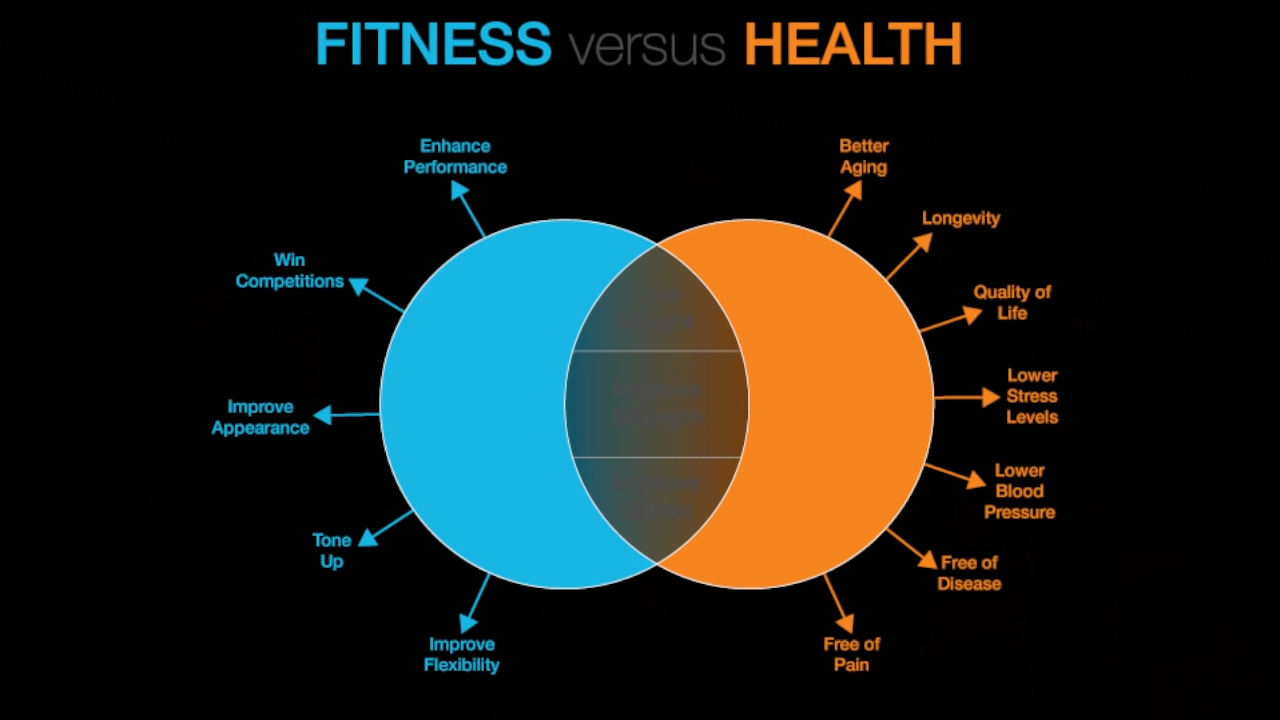 FITNESS versus HEALTH
Enhance
Performance
Win
Competitions
Improve
Appearance
Tone
Up
Improve
Flexibility
Better
Aging
Longevity
Quality of
Life
Lower
Stress
Levels
Lower
Blood
Pressure
Free of
Disease
Free of
Pain